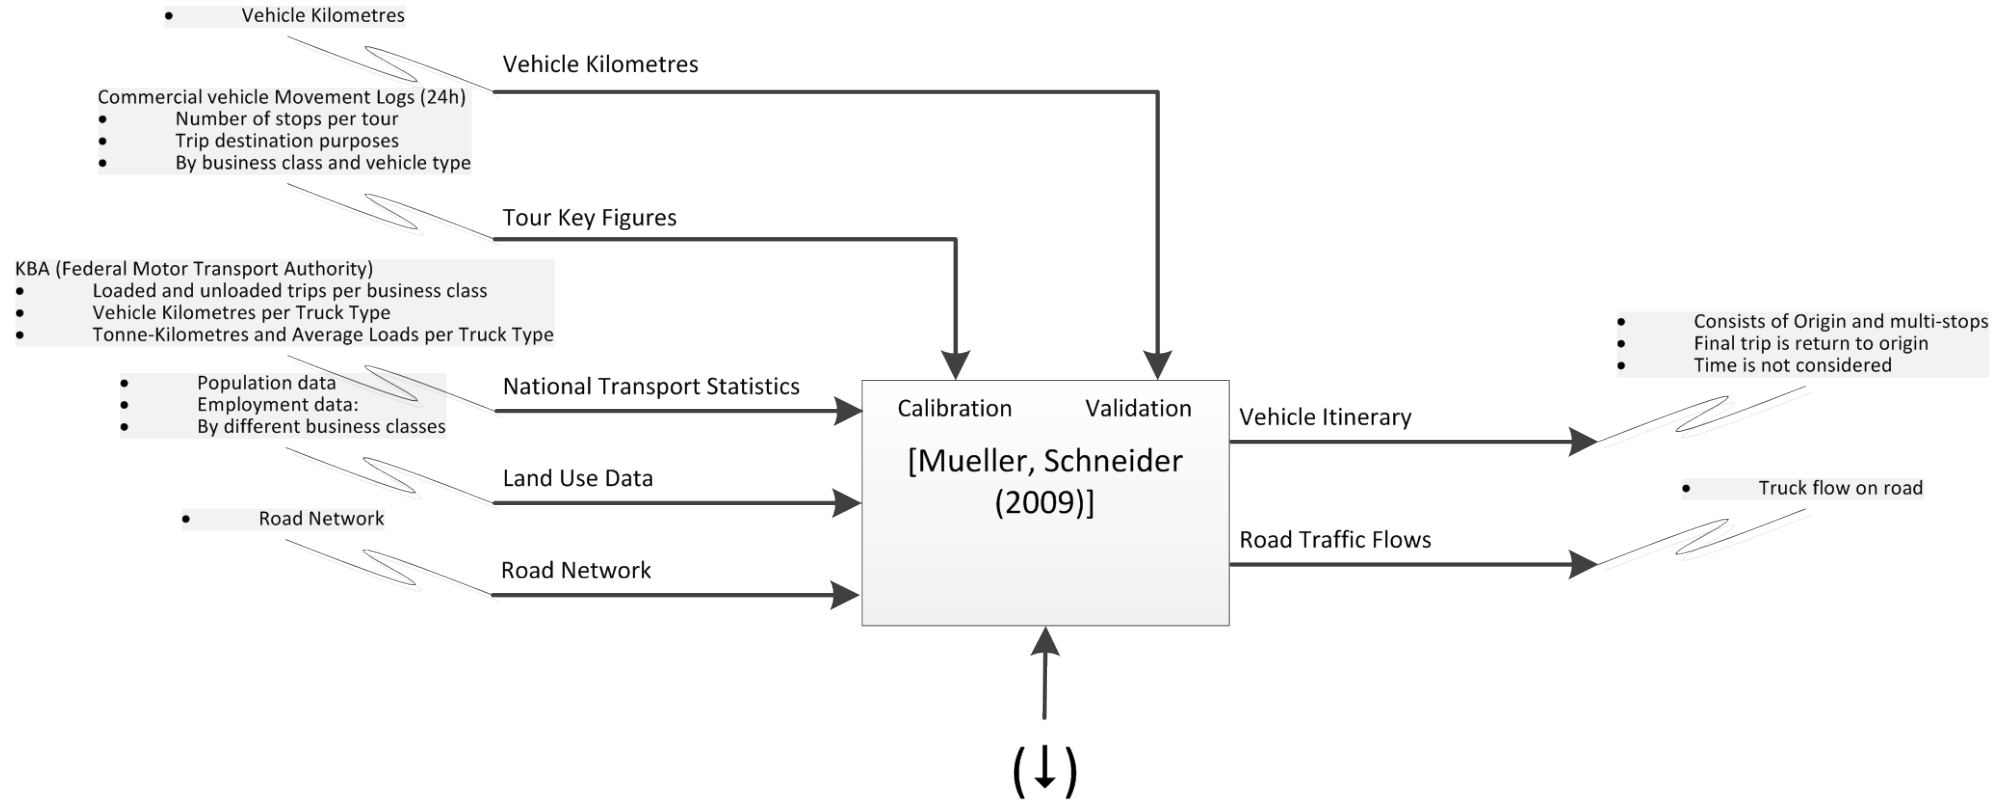 • Vehicle Kilometres
Vehicle Kilometres
Commercial vehicle Movement Logs (24h)
• Number of stops per tour
• Trip destination purposes
• By business class and vehicle type
Tour Key Figures
KBA (Federal Motor Transport Authority)
• Loaded and unloaded trips per business class
• Vehicle Kilometres per Truck Type
• Tonne-Kilometres and Average Loads per Truck Type
National Transport Statistics
• Population data
• Employment data:
• By different business classes
Land Use Data
• Road Network
Road Network
Calibration
Validation
[Mueller, Schneider
(2009)]
• Consists of Origin and multi-stops
• Final trip is return to origin
• Time is not considered
Vehicle Itinerary
• Truck flow on road
Road Traffic Flows
(↓)